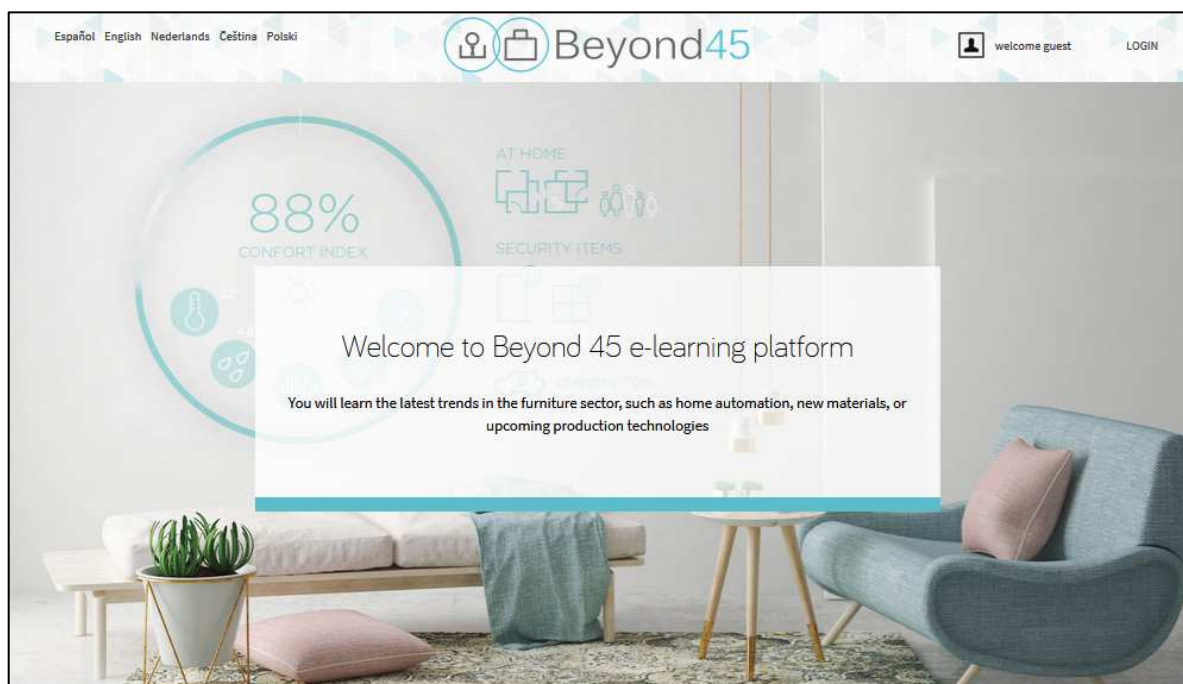 Español English Nederlands Čeština Polski
Beyond45
welcome guest
LOGIN
88%
CONFORT INDEX
AT HOME
SECURITY ITEMS
Welcome to Beyond 45 e-learning platform
You will learn the latest trends in the furniture sector, such as home automation, new materials, or
upcoming production technologies